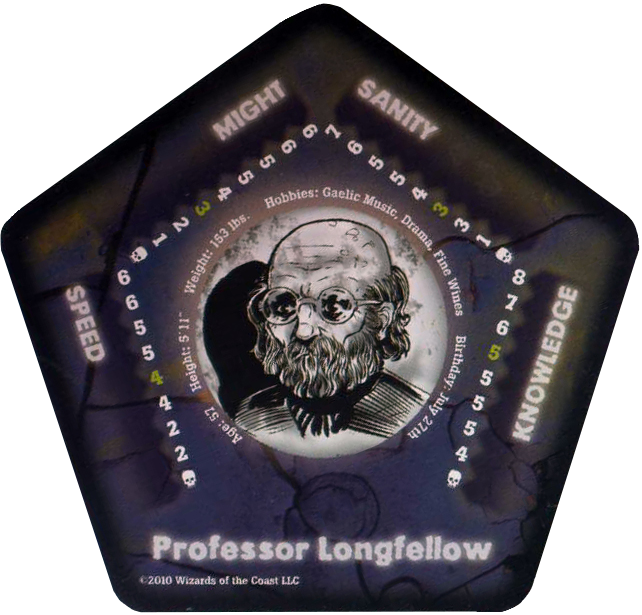 MIGHT
1 2 3 4 5 5 6 6
SANITY
7 6 5 5 4 3 3 1
SPEED
6 6 5 5 4 4 2 2
KNOWLEDGE
8 7 6 5 5 5 5 4
Age: 57 Height: 5'11" Weight: 153 lbs. Hobbies: Gaelic Music, Drama, Fine Wines Birthday: July 27th
Professor Longfellow
©2010 Wizards of the Coast LLC